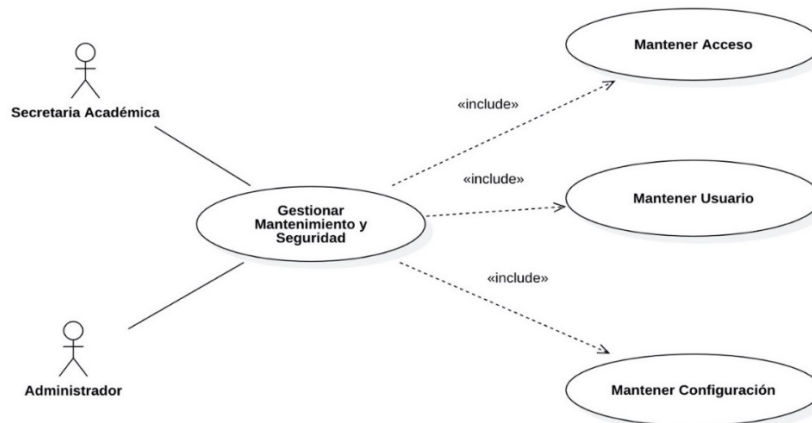 Mantener Acceso
Secretaria Académica
«include»
«include»
Mantener Usuario
Gestionar
Mantenimiento y
Seguridad
«include»
Administrador
Mantener Configuración